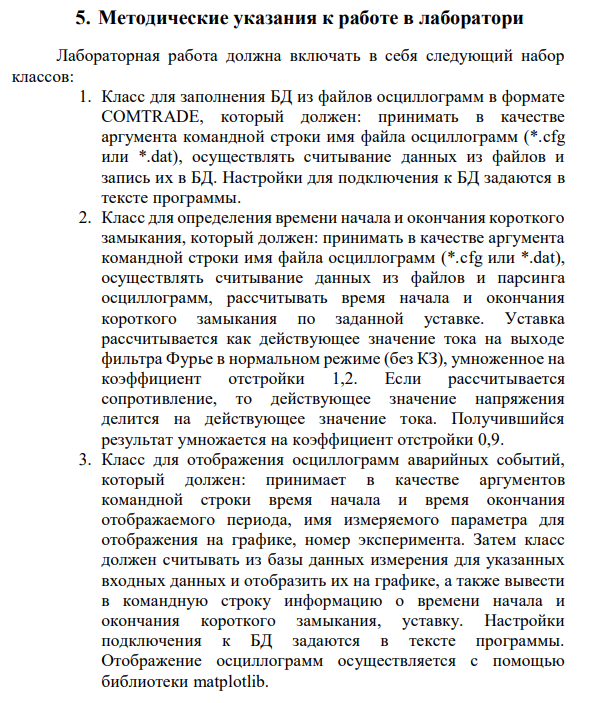 5. Методические указания к работе в лаборатори
Лабораторная работа должна включать в себя следующий набор
классов:
1. Класс для заполнения БД из файлов осциллограмм в формате
COMTRADE, который должен: принимать в качестве
аргумента командной строки имя файла осциллограмм (*.cfg
или *.dat), осуществлять считывание данных из файлов и
запись их в БД. Настройки для подключения к БД задаются в
тексте программы.
2. Класс для определения времени начала и окончания короткого
замыкания, который должен: принимать в качестве аргумента
командной строки имя файла осциллограмм (*.cfg или *.dat),
осуществлять считывание данных из файлов и парсинга
осциллограмм, рассчитывать время начала и окончания
короткого замыкания по заданной уставке. Уставка
рассчитывается как действующее значение тока на выходе
фильтра Фурье в нормальном режиме (без КЗ), умноженное на
коэффициент отстройки 1,2. Если рассчитывается
сопротивление, то действующее значение напряжения
делится на действующее значение тока. Получившийся
результат умножается на коэффициент отстройки 0,9.
3. Класс для отображения осциллограмм аварийных событий,
который должен: принимает в качестве аргументов
командной строки время начала и время окончания
отображаемого периода, имя измеряемого параметра для
отображения на графике, номер эксперимента. Затем класс
должен считывать из базы данных измерения для указанных
входных данных и отобразить их на графике, а также вывести
в командную строку информацию о времени начала и
окончания короткого замыкания, уставку. Настройки
подключения к БД задаются в тексте программы.
Отображение осциллограмм осуществляется с помощью
библиотеки matplotlib.